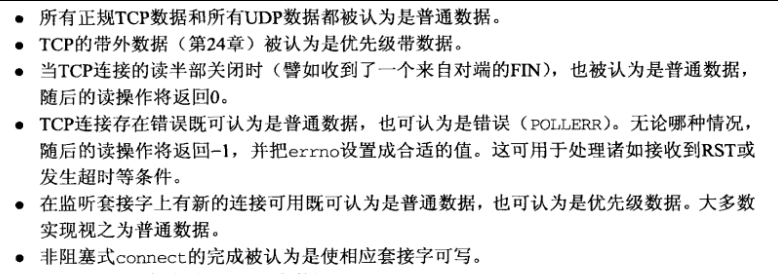 ● 所有正规TCP数据和所有UDP数据都被认为是普通数据。
● TCP的带外数据（第24章）被认为是优先级带数据。
● 当TCP连接的读半部关闭时（譬如收到了一个来自对端的FIN），也被认为是普通数据，
随后的读操作将返回0。
● TCP连接存在错误既可认为是普通数据，也可认为是错误（POLLERR）。无论哪种情况，
随后的读操作将返回–1，并把errno设置成合适的值。这可用于处理诸如接收到RST或
发生超时等条件。
● 在监听套接字上有新的连接可用既可认为是普通数据，也可认为是优先级数据。大多数
实现视之为普通数据。
● 非阻塞式connect的完成被认为是使相应套接字可写。